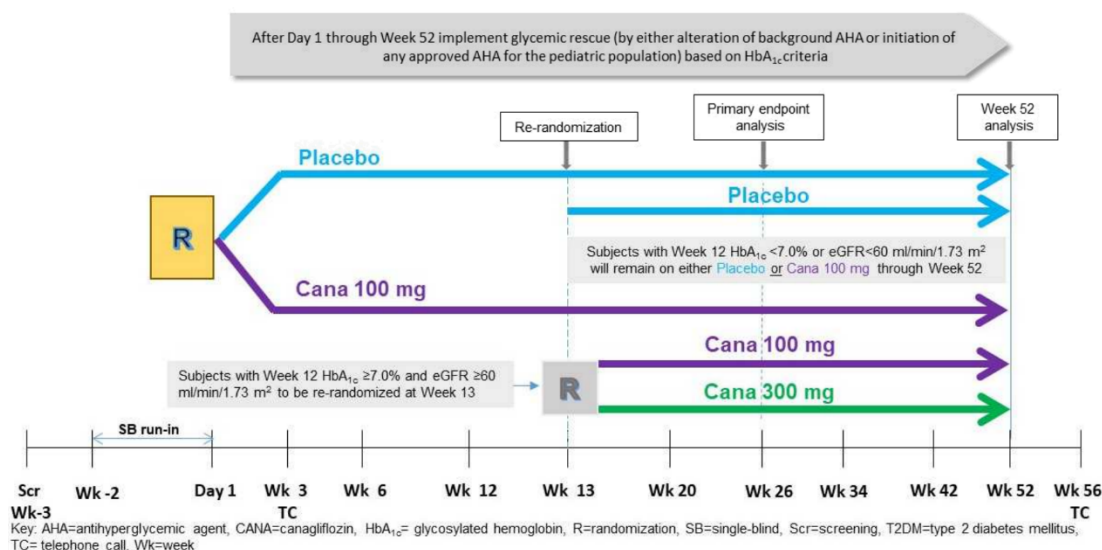 After Day 1 through Week 52 implement glycemic rescue (by either alteration of background AHA or initiation of
any approved AHA for the pediatric population) based on HbA1c criteria
Re-randomization
Primary endpoint
analysis
Week 52
analysis
Placebo
Placebo
R
Subjects with Week 12 HbA1c <7.0% or eGFR<60 ml/min/1.73 m²
will remain on either Placebo or Cana 100 mg through Week 52
Cana 100 mg
Cana 100 mg
Subjects with Week 12 HbA1c ≥7.0% and eGFR ≥60
ml/min/1.73 m² to be re-randomized at Week 13
R
Cana 300 mg
SB run-in
Scr
Wk-3
Wk -2
Day 1
Wk 3
TC
Wk 6
Wk 12
Wk 13
Wk 20
Wk 26
Wk 34
Wk 42
Wk 52
Wk 56
TC
Key: AHA=antihyperglycemic agent, CANA=canagliflozin, HbA1c= glycosylated hemoglobin, R=randomization, SB=single-blind, Scr=screening, T2DM=type 2 diabetes mellitus,
TC= telephone call, Wk=week